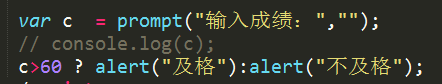 var c  = prompt("输入成绩：","");
// console.log(c);
c>60 ? alert("及格"):alert("不及格");